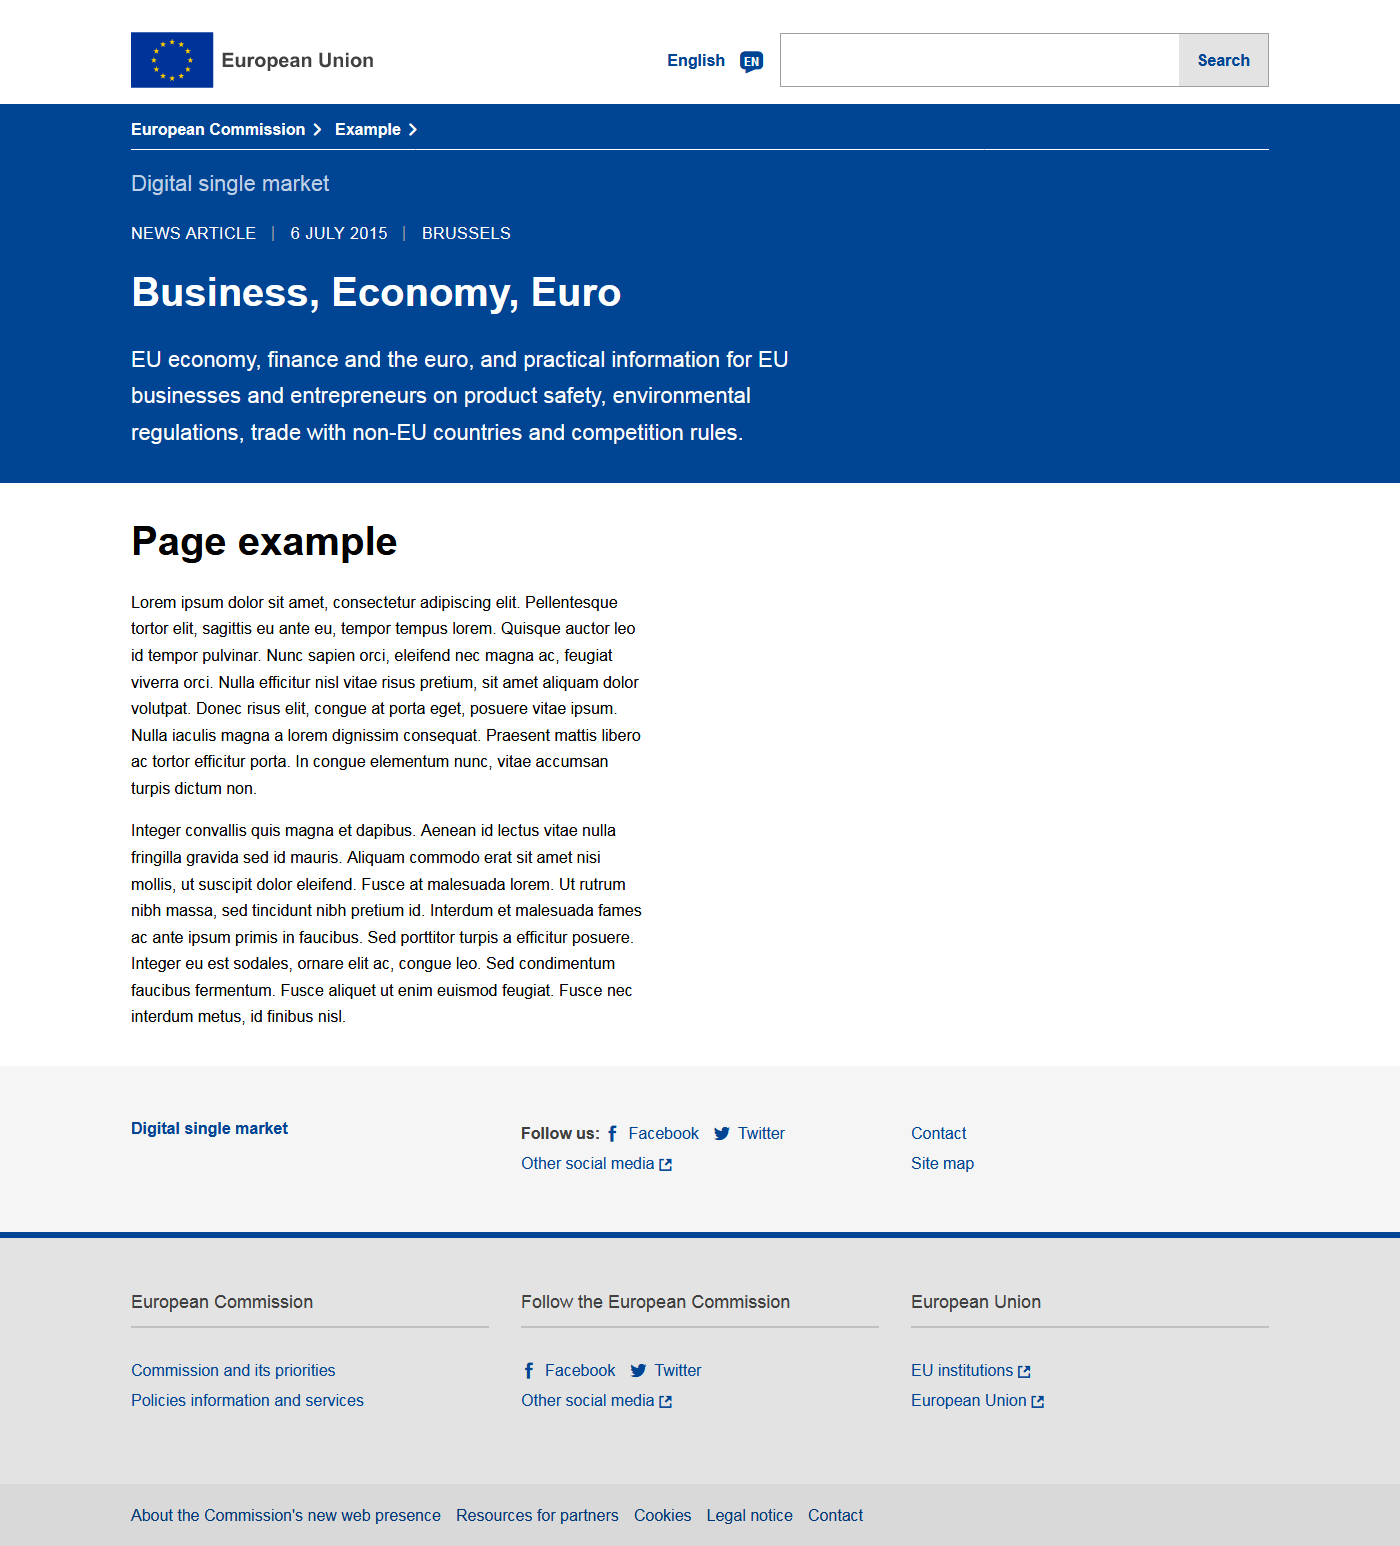 European Union
English EN
Search
European Commission Example
Digital single market
NEWS ARTICLE | 6 JULY 2015 | BRUSSELS
Business, Economy, Euro
EU economy, finance and the euro, and practical information for EU
businesses and entrepreneurs on product safety, environmental
regulations, trade with non-EU countries and competition rules.
Page example
Lorem ipsum dolor sit amet, consectetur adipiscing elit. Pellentesque
tortor elit, sagittis eu ante eu, tempor tempus lorem. Quisque auctor leo
id tempor pulvinar. Nunc sapien orci, eleifend nec magna ac, feugiat
viverra orci. Nulla efficitur nisl vitae risus pretium, sit amet aliquam dolor
volutpat. Donec risus elit, congue at porta eget, posuere vitae ipsum.
Nulla iaculis magna a lorem dignissim consequat. Praesent mattis libero
ac tortor efficitur porta. In congue elementum nunc, vitae accumsan
turpis dictum non.
Integer convallis quis magna et dapibus. Aenean id lectus vitae nulla
fringilla gravida sed id mauris. Aliquam commodo erat sit amet nisi
mollis, ut suscipit dolor eleifend. Fusce at malesuada lorem. Ut rutrum
nibh massa, sed tincidunt nibh pretium id. Interdum et malesuada fames
ac ante ipsum primis in faucibus. Sed porttitor turpis a efficitur posuere.
Integer eu est sodales, ornare elit ac, congue leo. Sed condimentum
faucibus fermentum. Fusce aliquet ut enim euismod feugiat. Fusce nec
interdum metus, id finibus nisl.
Digital single market
Follow us: Facebook Twitter
Other social media
Contact
Site map
European Commission
Commission and its priorities
Policies information and services
Follow the European Commission
Facebook Twitter
Other social media
European Union
EU institutions
European Union
About the Commission's new web presence Resources for partners Cookies Legal notice Contact